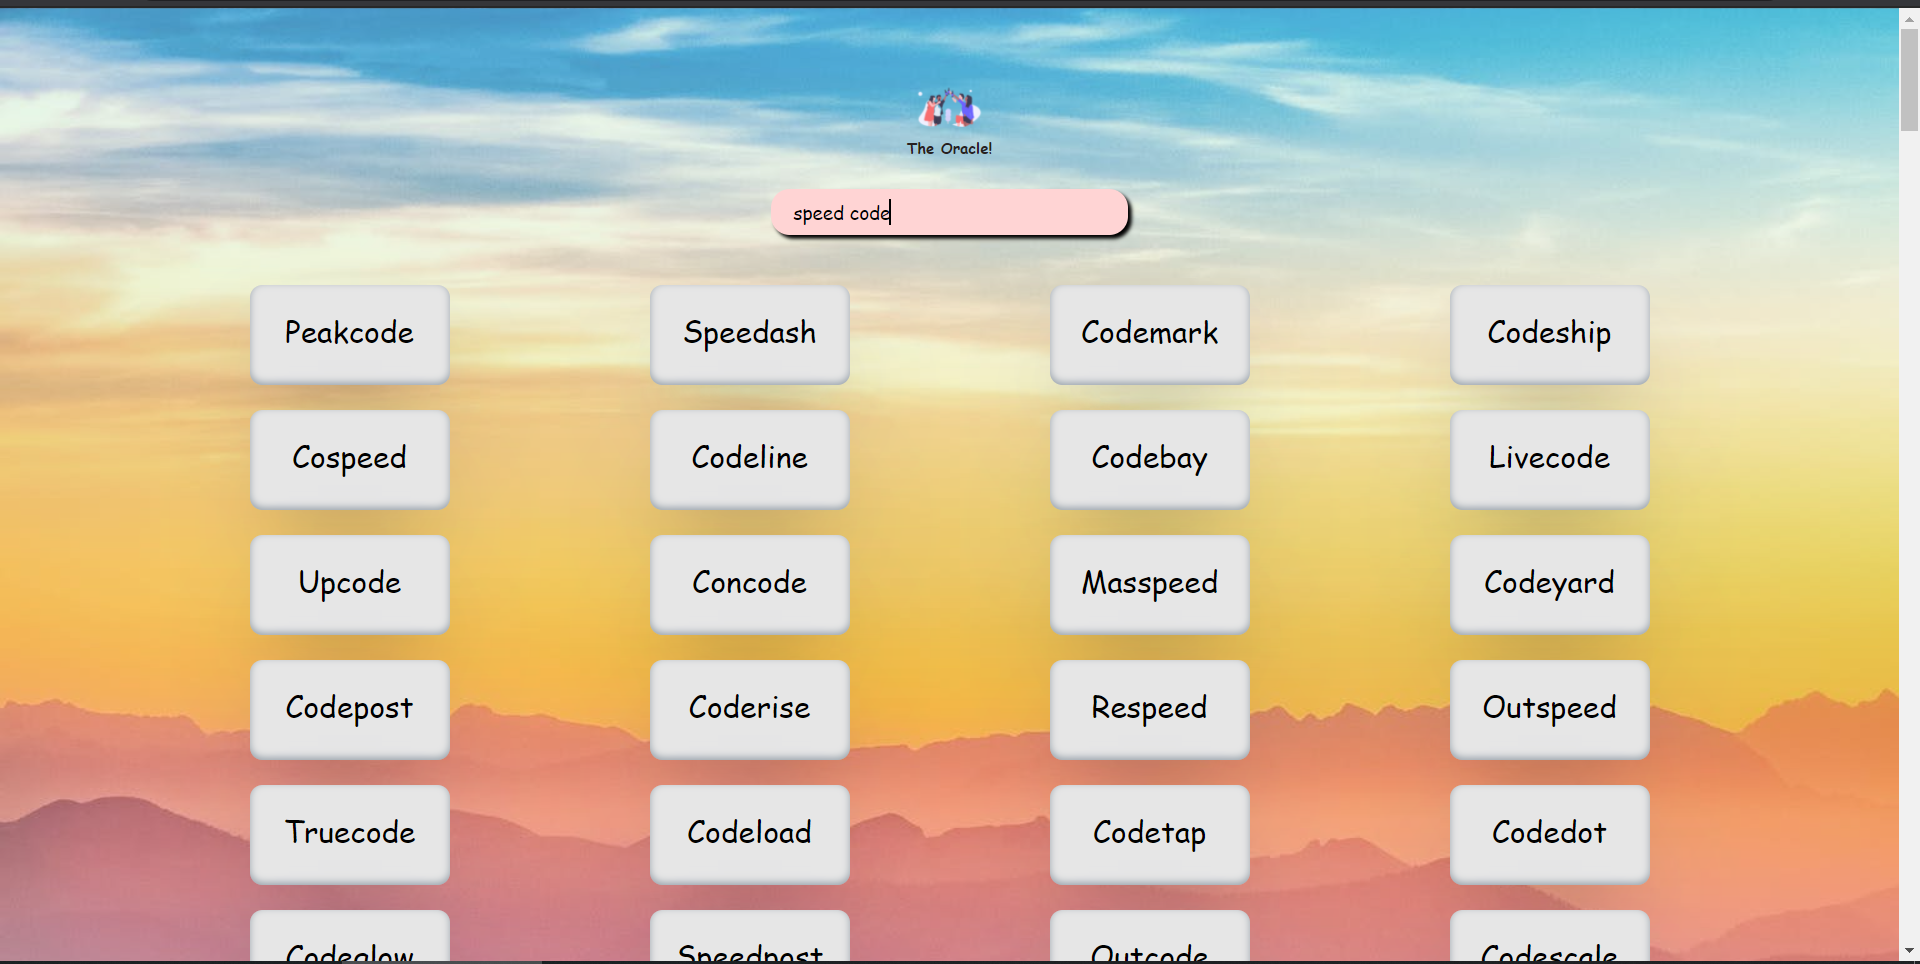 The Oracle!
speed code
Peakcode Speedash Codemark Codeship
Cospeed Codeline Codebay Livecode
Upcode Concode Masspeed Codeyard
Codepost Coderise Respeed Outspeed
Truecode Codeload Codetap Codedot
Codeglow Speedpost Outcode Codescale